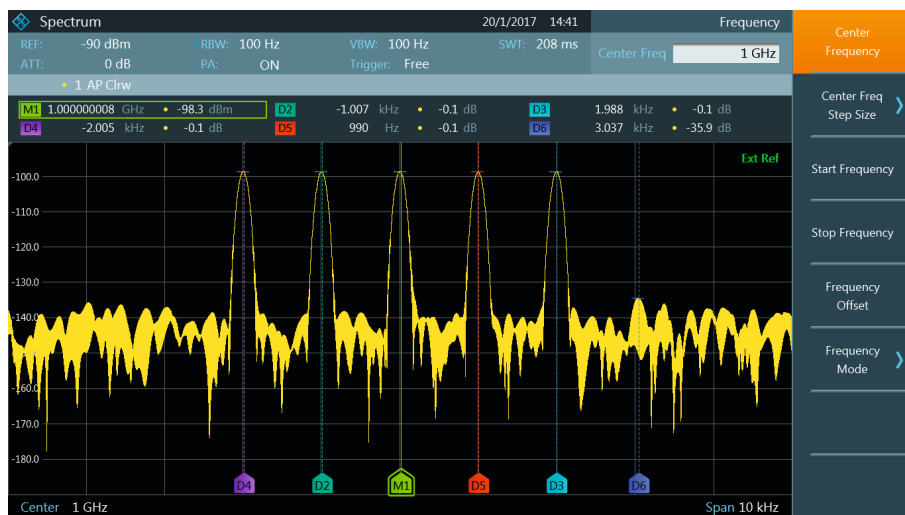 Spectrum 20/1/2017 14:41 Frequency
REF: -90 dBm RBW: 100 Hz VBW: 100 Hz SWT: 208 ms
Center Freq 1 GHz
ATT: 0 dB PA: ON Trigger: Free
1 AP Clrw
M1 1.000000008 GHz -98.3 dBm D2 -1.007 kHz -0.1 dB D3 1.988 kHz -0.1 dB
D4 -2.005 kHz -0.1 dB D5 990 Hz -0.1 dB D6 3.037 kHz -35.9 dB
Ext Ref
-100.0
-110.0
-120.0
-130.0
-140.0
-160.0
-170.0
-180.0
D4 D2 M1 D5 D3 D6
Center 1 GHz Span 10 kHz
Center
Frequency
Center Freq
Step Size
Start Frequency
Stop Frequency
Frequency
Offset
Frequency
Mode